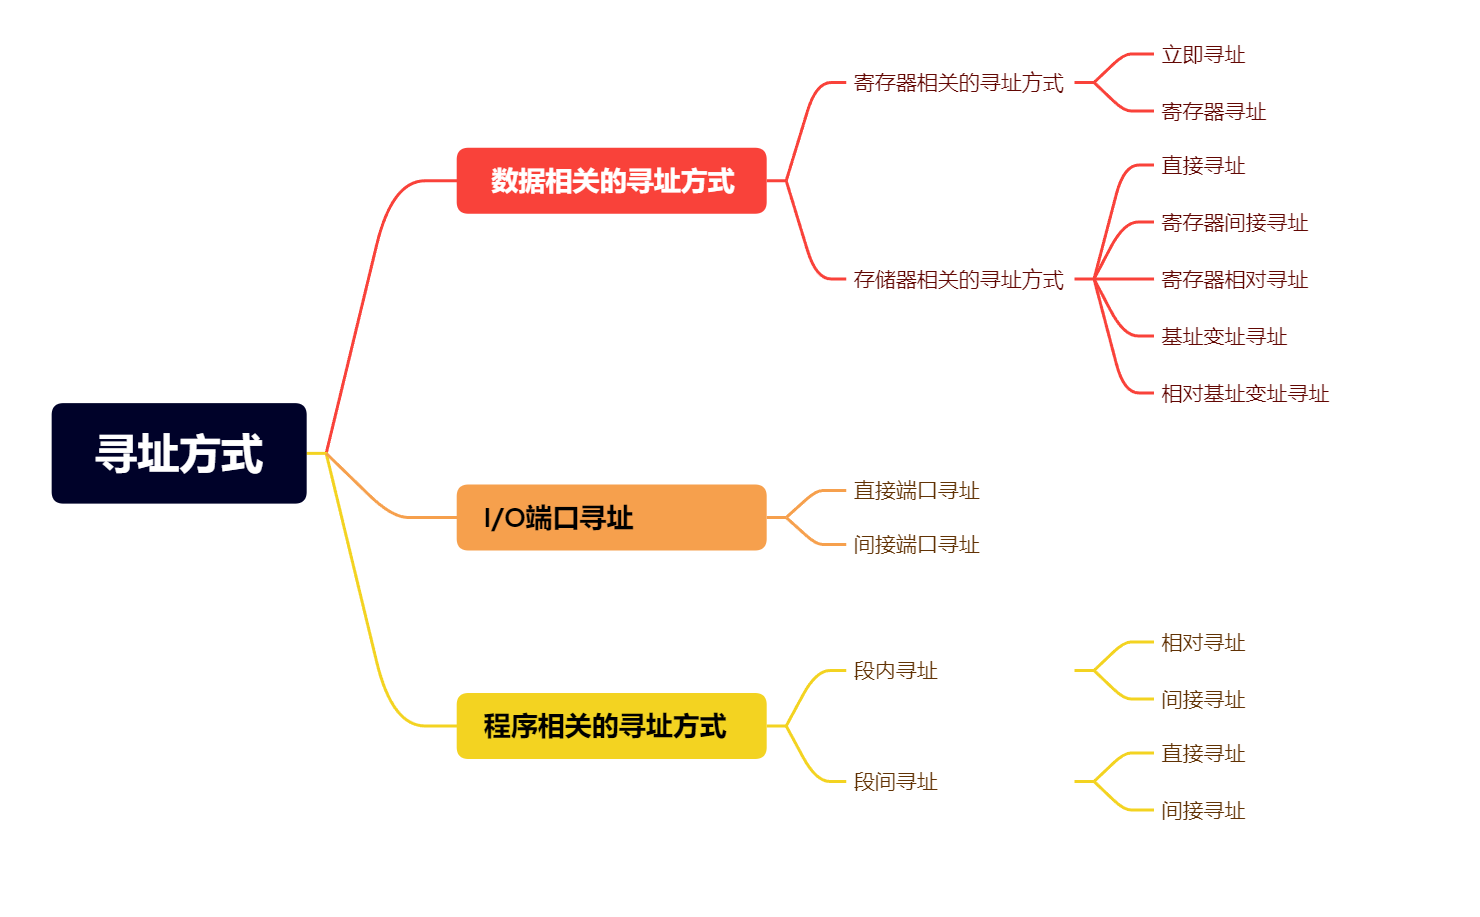 寻址方式
数据相关的寻址方式
寄存器相关的寻址方式
立即寻址
寄存器寻址
存储器相关的寻址方式
直接寻址
寄存器间接寻址
寄存器相对寻址
基址变址寻址
相对基址变址寻址
I/O端口寻址
直接端口寻址
间接端口寻址
程序相关的寻址方式
段内寻址
相对寻址
间接寻址
段间寻址
直接寻址
间接寻址